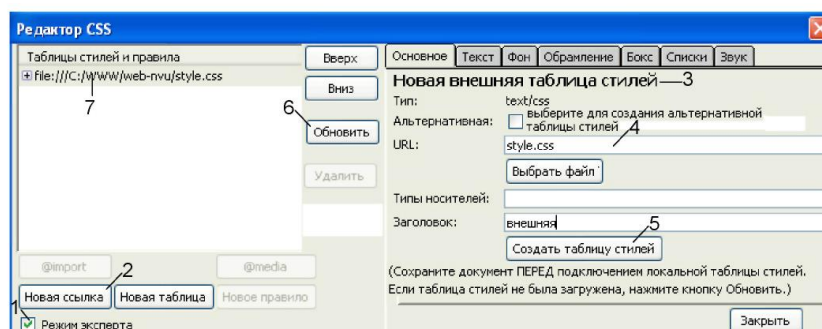 Редактор CSS
Таблицы стилей и правила
file:///C:/WWW/web-nvu/style.css
7
Вверх
Вниз
6
Обновить
Удалить
@import
@media
2
Новая ссылка
Новая таблица
Новое правило
1
Режим эксперта
Основное Текст Фон Обрамление Бокс Списки Звук
Новая внешняя таблица стилей 3
Тип: text/css
Альтернативная: выберите для создания альтернативной
таблицы стилей 4
URL: style.css
Выбрать файл
Типы носителей:
Заголовок: внешняя 5
Создать таблицу стилей
(Сохраните документ ПЕРЕД подключением локальной таблицы стилей.
Если таблица стилей не была загружена, нажмите кнопку Обновить.)
Закрыть